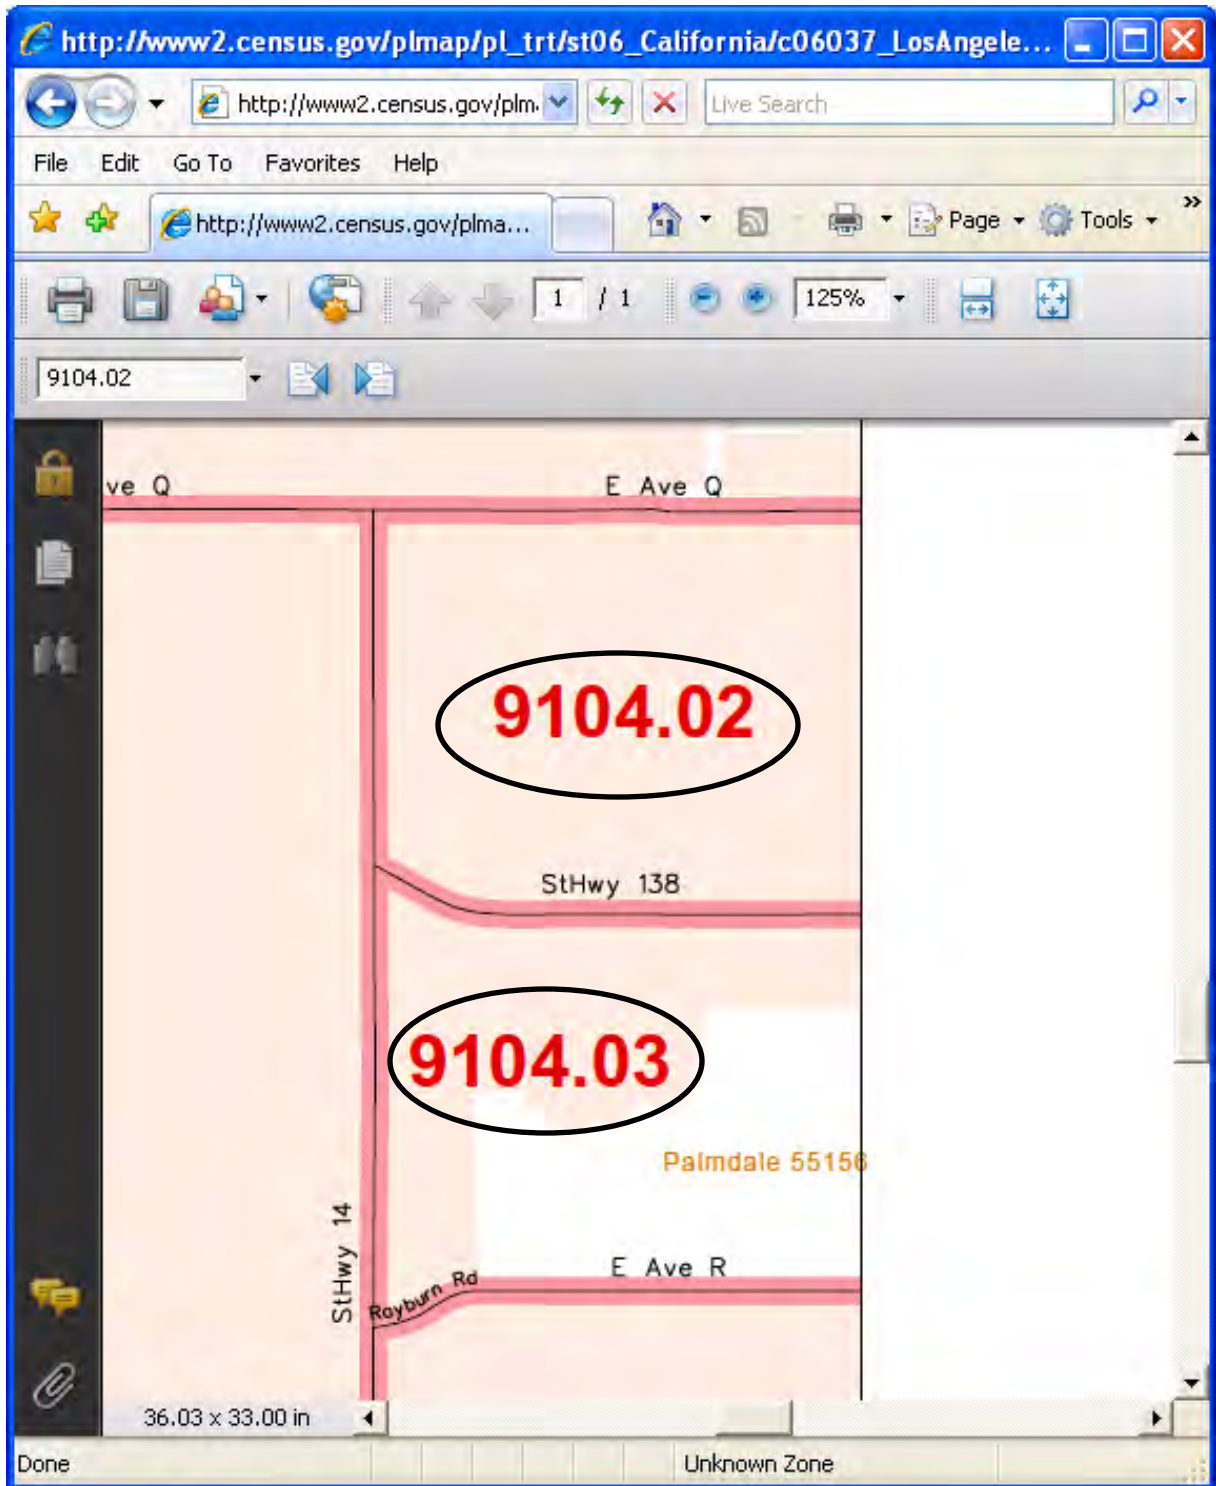 http://www2.census.gov/plmap/pl_trt/st06_California/c06037_LosAngele...
http://www2.census.gov/plm
Live Search
File Edit Go To Favorites Help
http://www2.census.gov/plma...
Page Tools »
1 / 1 125%
9104.02
ve Q
E Ave Q
9104.02
StHwy 138
9104.03
Palmdale 55156
StHwy 14
E Ave R
Rayburn Rd
36.03 x 33.00 in
Done
Unknown Zone